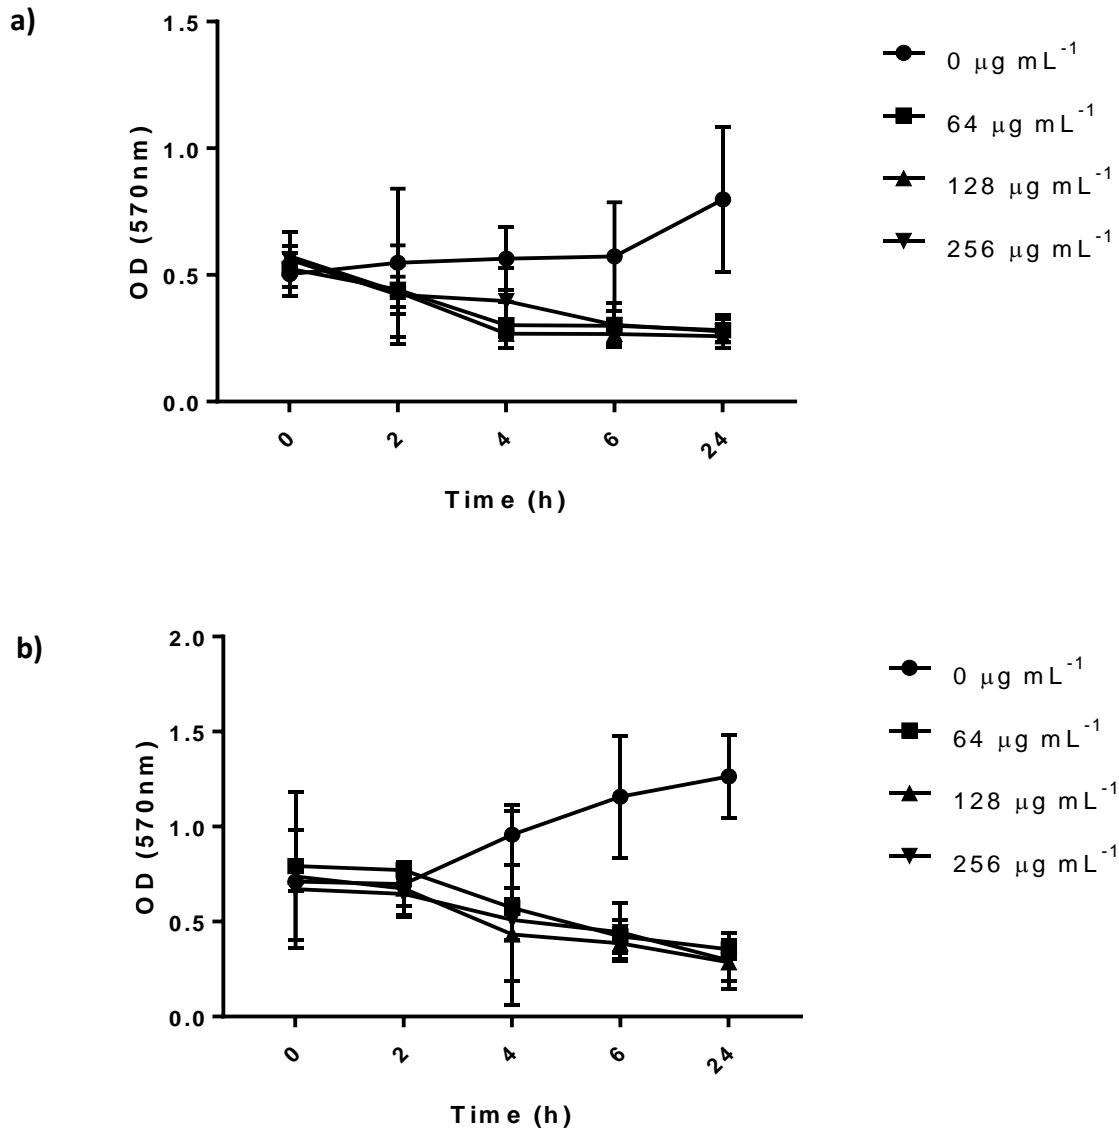 a)
1.5
1.0
0.5
0.0
OD (570nm)
0
2
4
6
24
Time (h)
0 μg mL-1
64 μg mL-1
128 μg mL-1
256 μg mL-1
b)
2.0
1.5
1.0
0.5
0.0
OD (570nm)
0
2
4
6
24
Time (h)
0 μg mL-1
64 μg mL-1
128 μg mL-1
256 μg mL-1